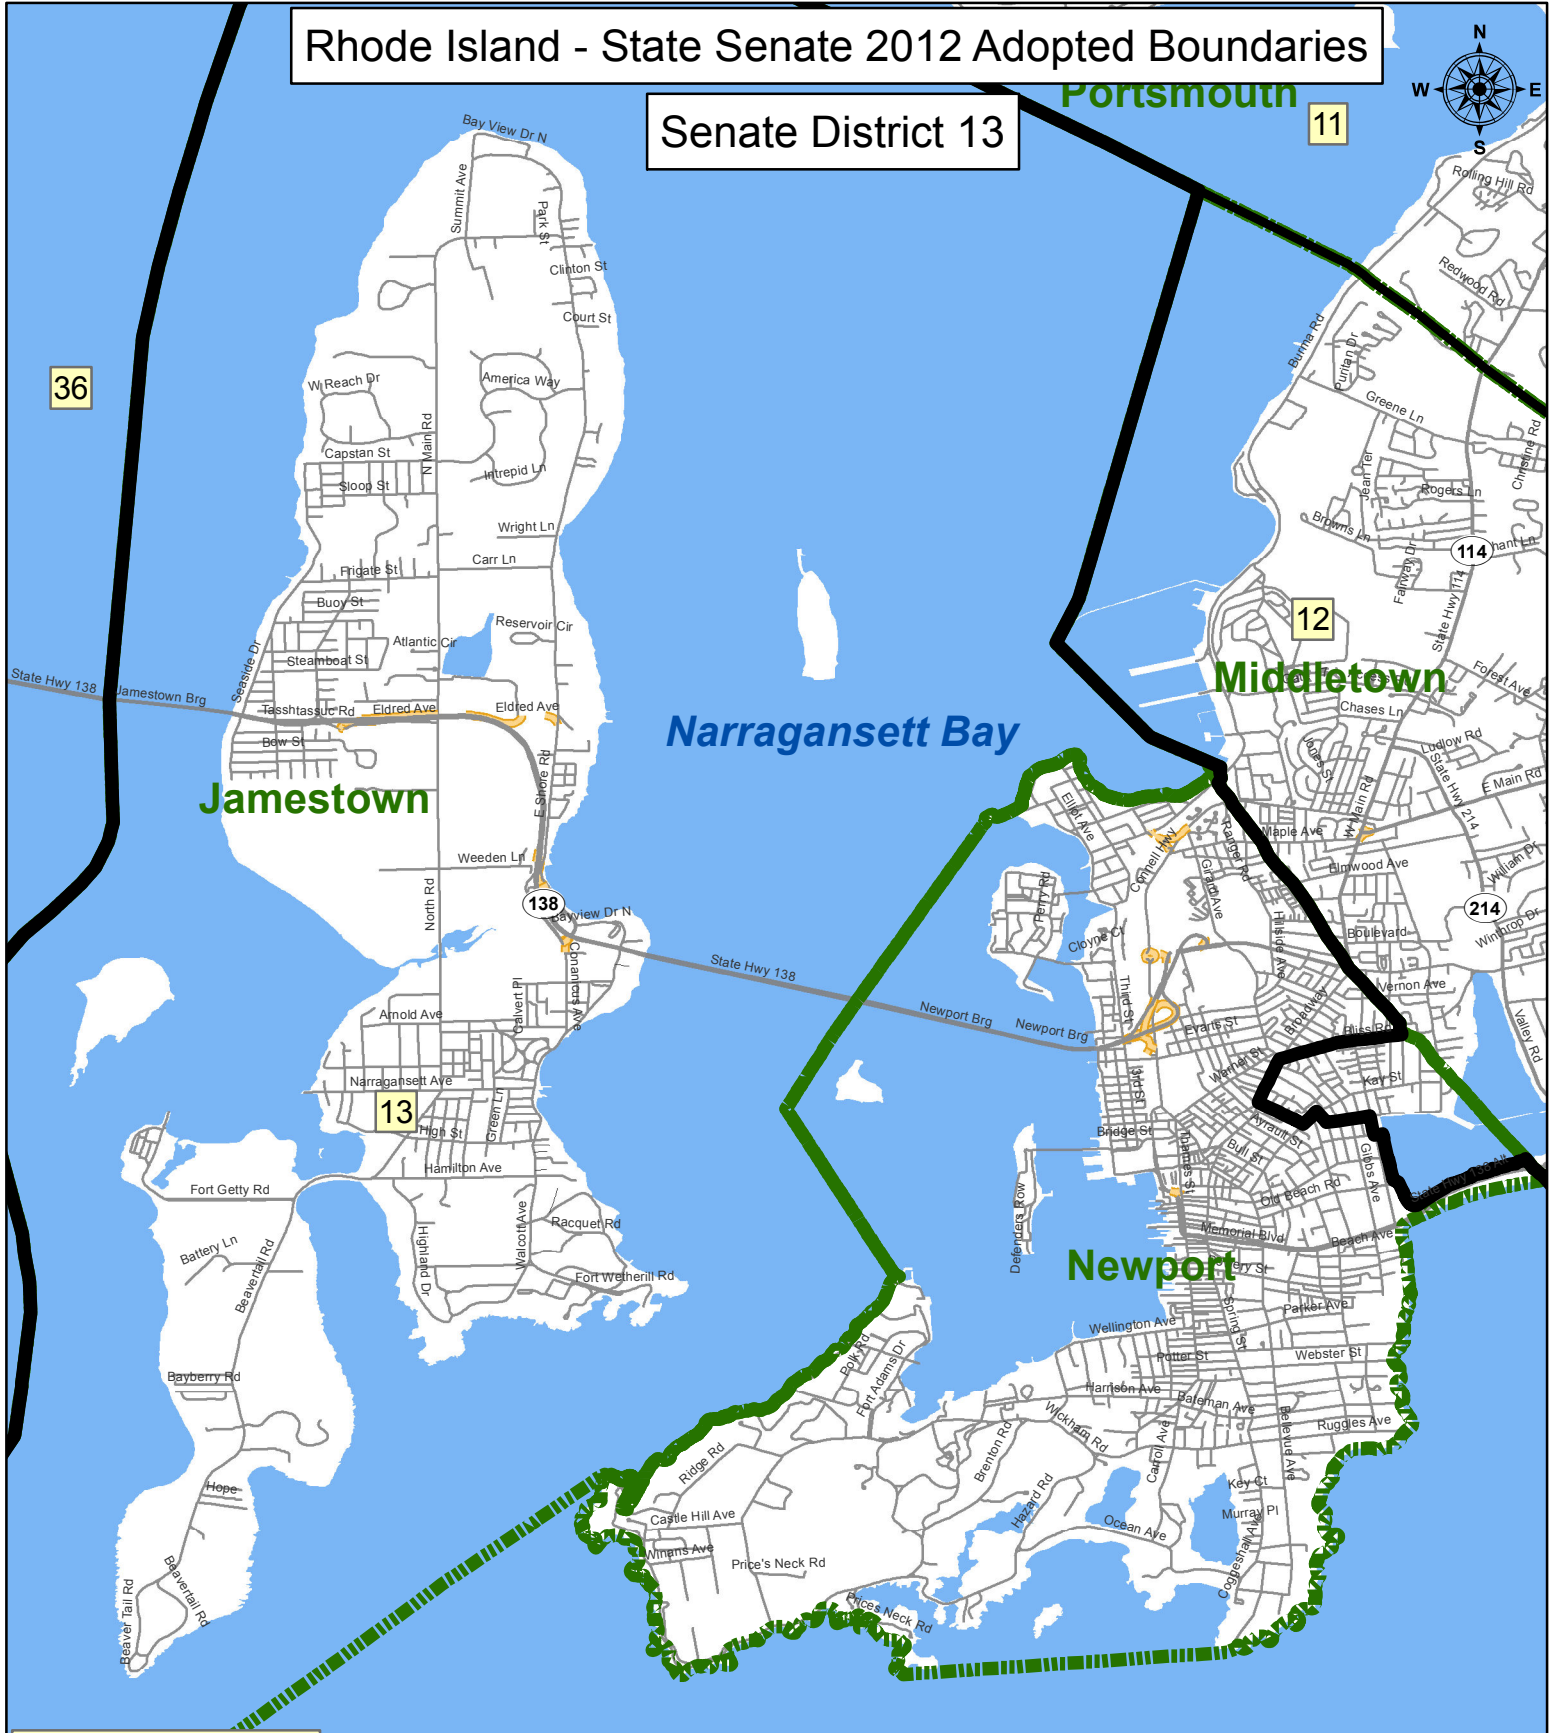 Rhode Island - State Senate 2012 Adopted Boundaries
Senate District 13
Portsmouth
11
N
W
E
S
Bay View Dr N
Summit Ave
Park St
Clinton St
Court St
Rolling Hill Rd
Redwood Rd
Burma Rd
Puritan Dr
Greene Ln
36
W Reach Dr
America Way
N Main Rd
Capstan St
Intrepid Ln
Sloop St
Jean Ter
Rogers Ln
Christine Rd
Wright Ln
Browns Ln
114
hant Ln
Carr Ln
Frigate St
Fairway Dr
State Hwy 114
Buoy St
12
Reservoir Cir
Atlantic Cir
Seaside Dr
Steamboat St
State Hwy 138
Jamestown Brg
Middletown
Forest Ave
Tasshtassuc Rd
Eldred Ave
Eldred Ave
Chases Ln
Narragansett Bay
Bow St
Jones St
Ludlow Rd
State Hwy 214
E Main Rd
Jamestown
E Shore Rd
Elliot Ave
W Main Rd
Connell Hwy
Ranger Rd
Maple Ave
Weeden Ln
Girard Ave
Elmwood Ave
William Dr
North Rd
138
Bayview Dr N
Perry Rd
214
Winthrop Dr
Cloyne Ct
Hillside Ave
Boulevard
Conanicus Ave
State Hwy 138
Calvert Pl
Third St
Vernon Ave
Arnold Ave
Newport Brg
Newport Brg
Evarts St
Broadway
Bliss Rd
Valley Rd
Narragansett Ave
Warner St
Kay St
3rd St
13
Green Ln
High St
Bridge St
Ayrault St
Thames St
Bull St
Gibbs Ave
Hamilton Ave
Fort Getty Rd
Old Beach Rd
State Hwy 138 Alt
Defenders Row
Racquet Rd
Walcott Ave
Highland Dr
Battery Ln
Beavertail Rd
Memorial Blvd
Beach Ave
Newport
Fort Wetherill Rd
Spring St
Parker Ave
Wellington Ave
Polk Rd
Potter St
Webster St
Fort Adams Dr
Bayberry Rd
Harrison Ave
Bateman Ave
Wickham Rd
Bellevue Ave
Ruggles Ave
Brenton Rd
Carroll Ave
Ridge Rd
Hope
Hazard Rd
Key Ct
Castle Hill Ave
Ocean Ave
Murray Pl
Winans Ave
Price's Neck Rd
Coggeshall Ave
Beaver Tail Rd
Beavertail Rd
Prices Neck Rd